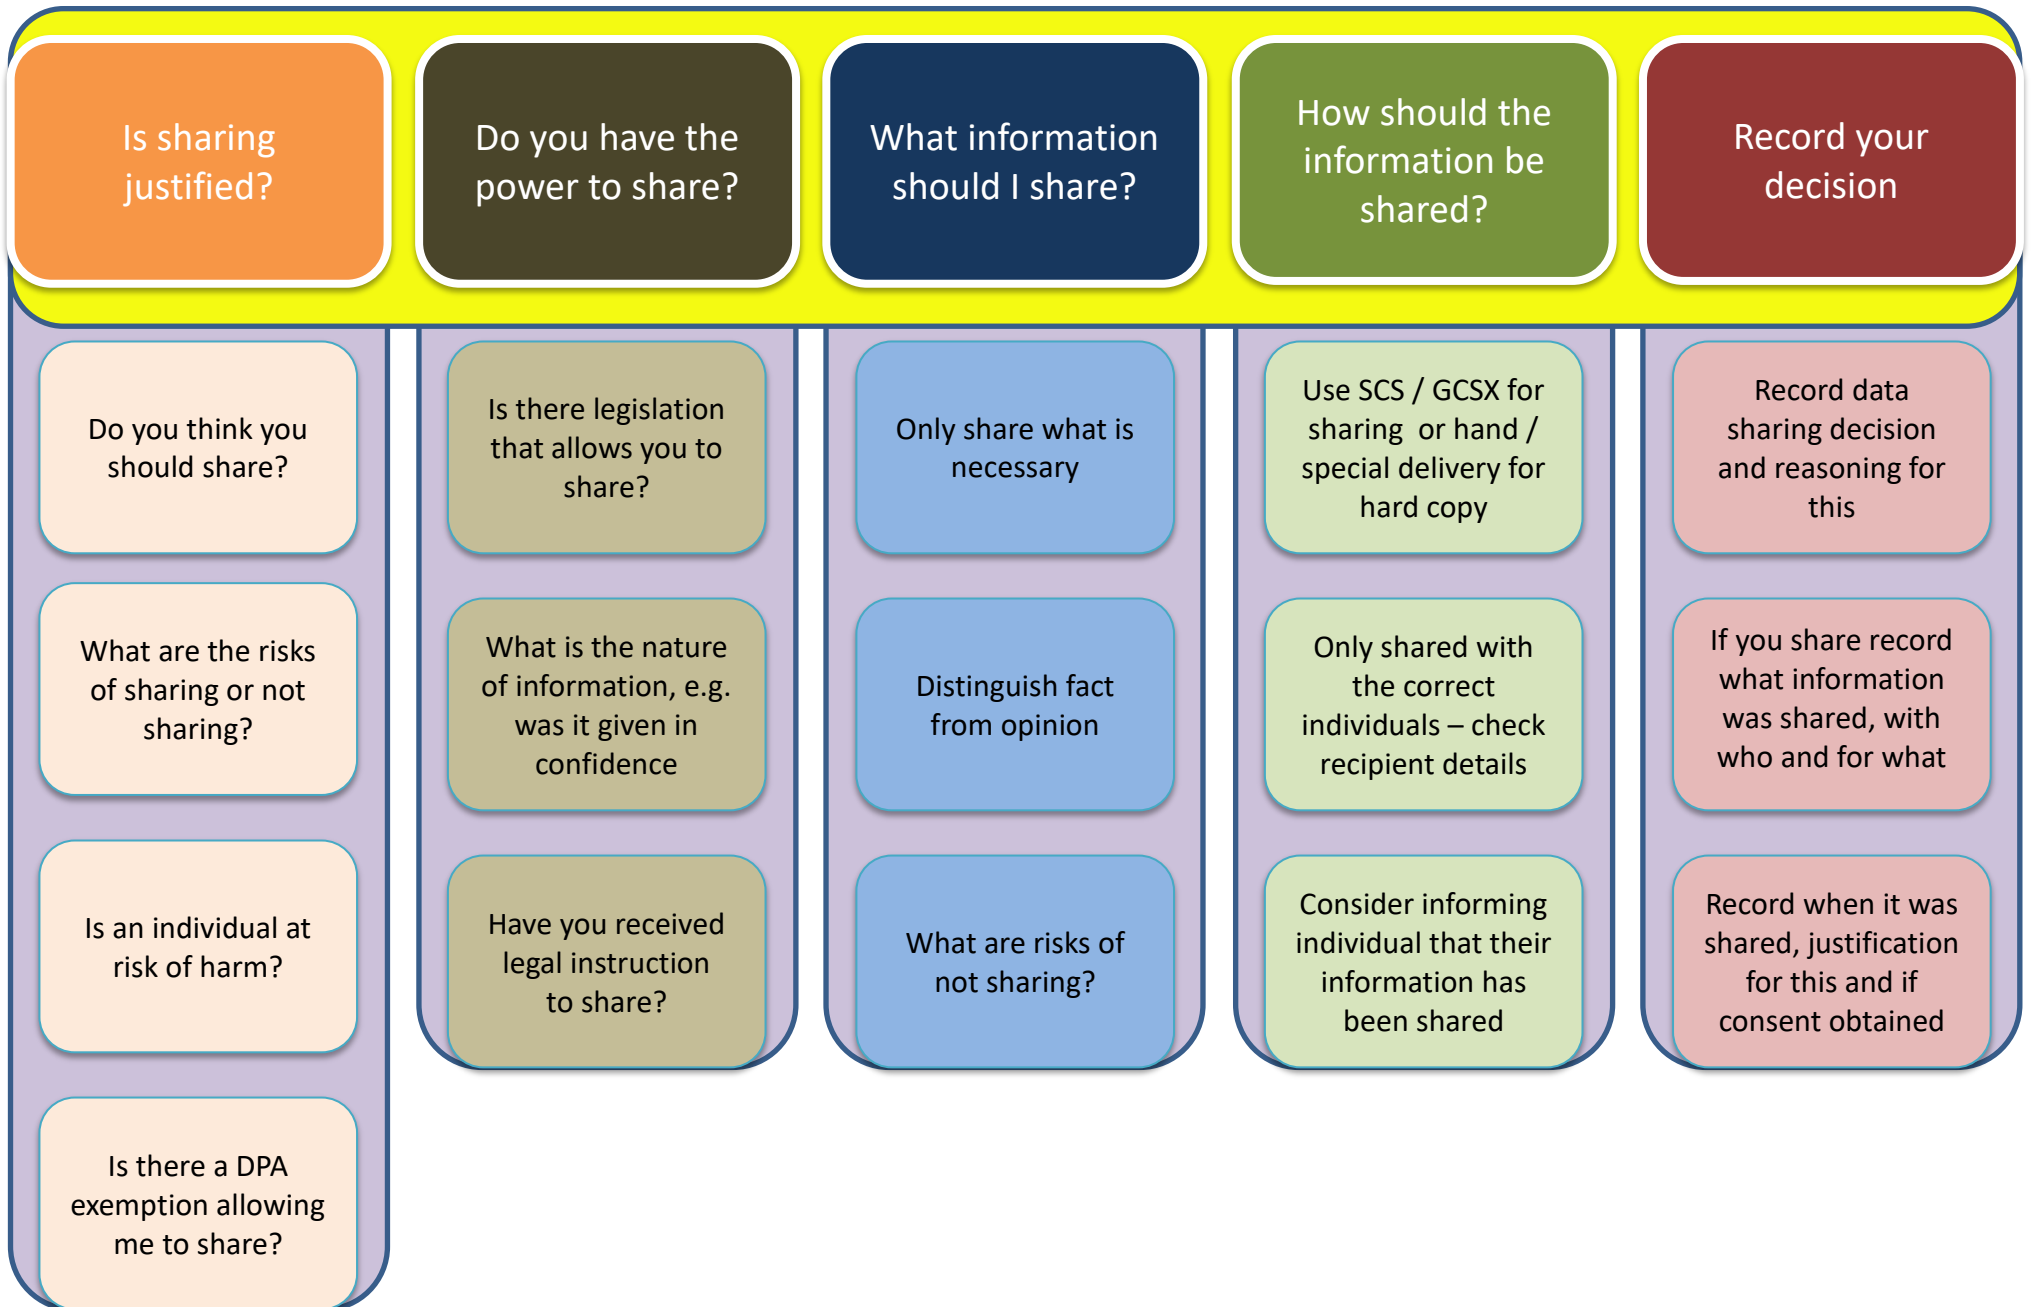 Is sharing
justified?
Do you have the
power to share?
What information
should I share?
How should the
information be
shared?
Record your
decision
Do you think you
should share?
What are the risks
of sharing or not
sharing?
Is an individual at
risk of harm?
Is there a DPA
exemption allowing
me to share?
Is there legislation
that allows you to
share?
What is the nature
of information, e.g.
was it given in
confidence
Have you received
legal instruction
to share?
Only share what is
necessary
Distinguish fact
from opinion
What are risks of
not sharing?
Use SCS / GCSX for
sharing or hand /
special delivery for
hard copy
Only shared with
the correct
individuals – check
recipient details
Consider informing
individual that their
information has
been shared
Record data
sharing decision
and reasoning for
this
If you share record
what information
was shared, with
who and for what
Record when it was
shared, justification
for this and if
consent obtained